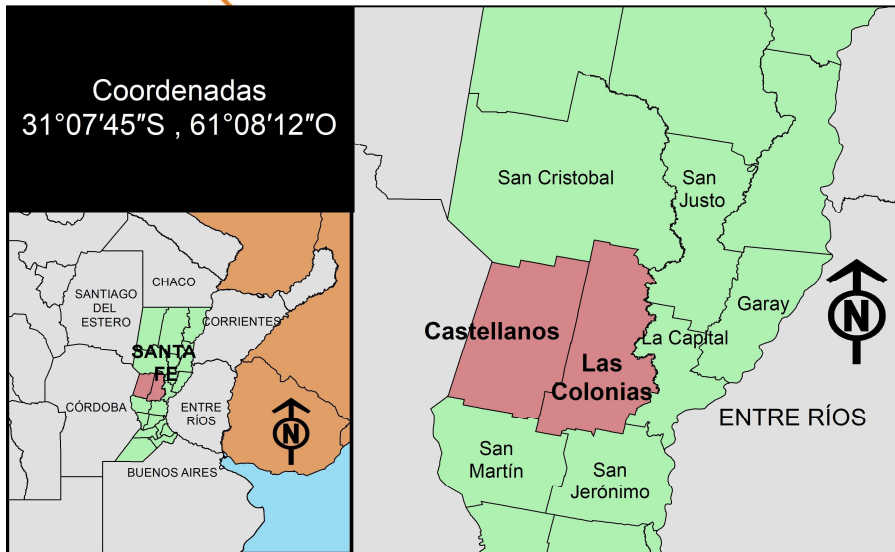 Coordenadas
31°07'45"S , 61°08'12"O
CHACO
SANTIAGO
DEL
ESTERO
CORRIENTES
SANTA
FE
CÓRDOBA
ENTRE
RÍOS
N
BUENOS AIRES
San Cristobal
San
Justo
Garay
Castellanos
La Capital
Las
Colonias
N
ENTRE RÍOS
San
Martín
San
Jerónimo